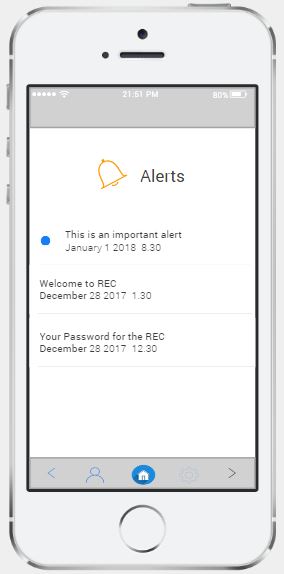 21:51 PM 80%
Alerts
This is an important alert
January 1 2018 8.30
Welcome to REC
December 28 2017 1.30
Your Password for the REC
December 28 2017 12:30